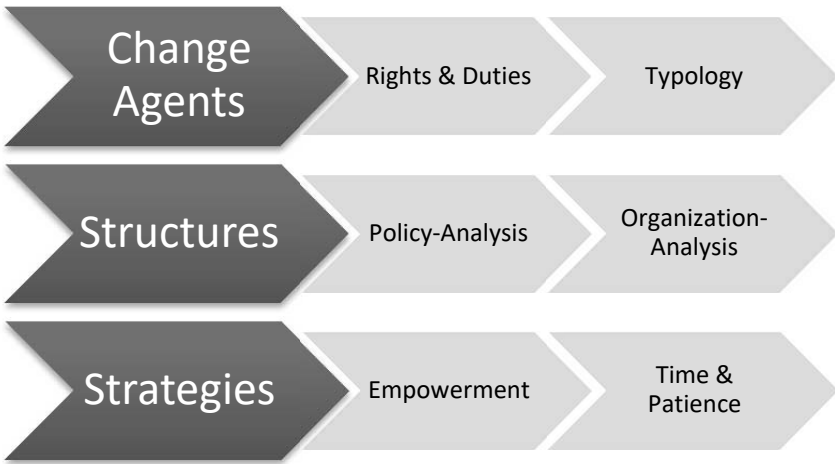 Change
Agents
Rights & Duties
Typology
Structures
Policy-Analysis
Organization-
Analysis
Strategies
Empowerment
Time &
Patience